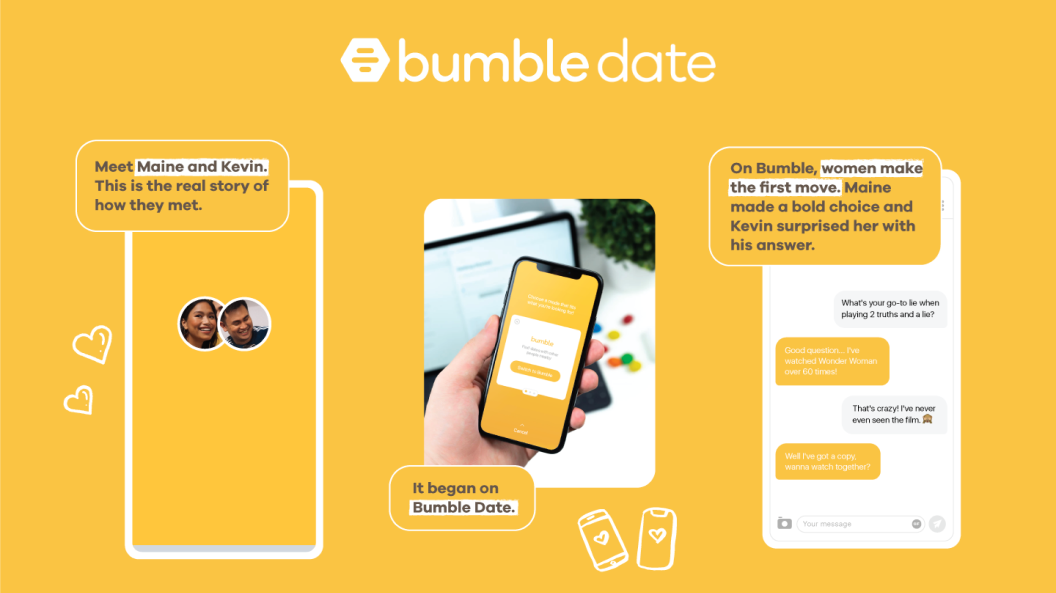 bumble date
Meet Maine and Kevin.
This is the real story of
how they met.
It began on
Bumble Date.
bumble
Switch to Bumble
Cancel
On Bumble, women make
the first move. Maine
made a bold choice and
Kevin surprised her with
his answer.
What's your go-to lie when
playing 2 truths and a lie?
Good question... I've
watched Wonder Woman
over 60 times!
That's crazy! I've never
even seen the film. 🙈
Well I've got a copy,
wanna watch together?
Your message